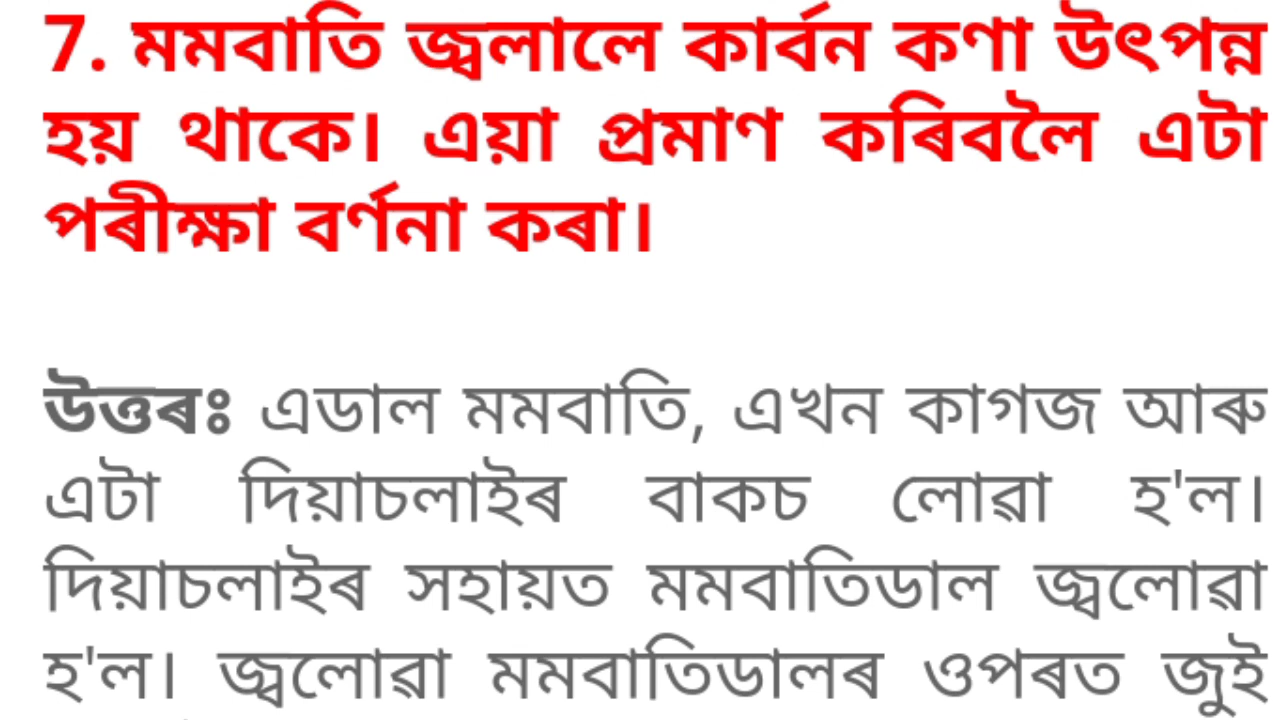 7. মমবাতি জ্বলালে কাৰ্বন কণা উৎপন্ন
হয় থাকে। এয়া প্ৰমাণ কৰিবলৈ এটা
পৰীক্ষা বৰ্ণনা কৰা।
উত্তৰঃ এডাল মমবাতি, এখন কাগজ আৰু
এটা দিয়াচলাইৰ বাকচ লোৱা হ'ল।
দিয়াচলাইৰ সহায়ত মমবাতিডাল জ্বলোৱা
হ'ল। জ্বলোৱা মমবাতিডালৰ ওপৰত জুই